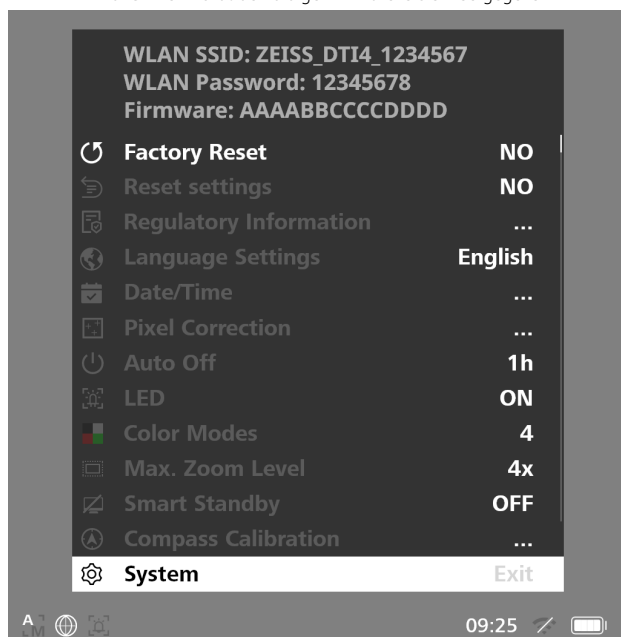 WLAN SSID: ZEISS_DTI4_1234567
WLAN Password: 12345678
Firmware: AAAABBCCCCDDDD
Factory Reset NO
Reset settings NO
Regulatory Information ...
Language Settings English
Date/Time ...
Pixel Correction ...
Auto Off 1h
LED ON
Color Modes 4
Max. Zoom Level 4x
Smart Standby OFF
Compass Calibration ...
System Exit
A M 09:25